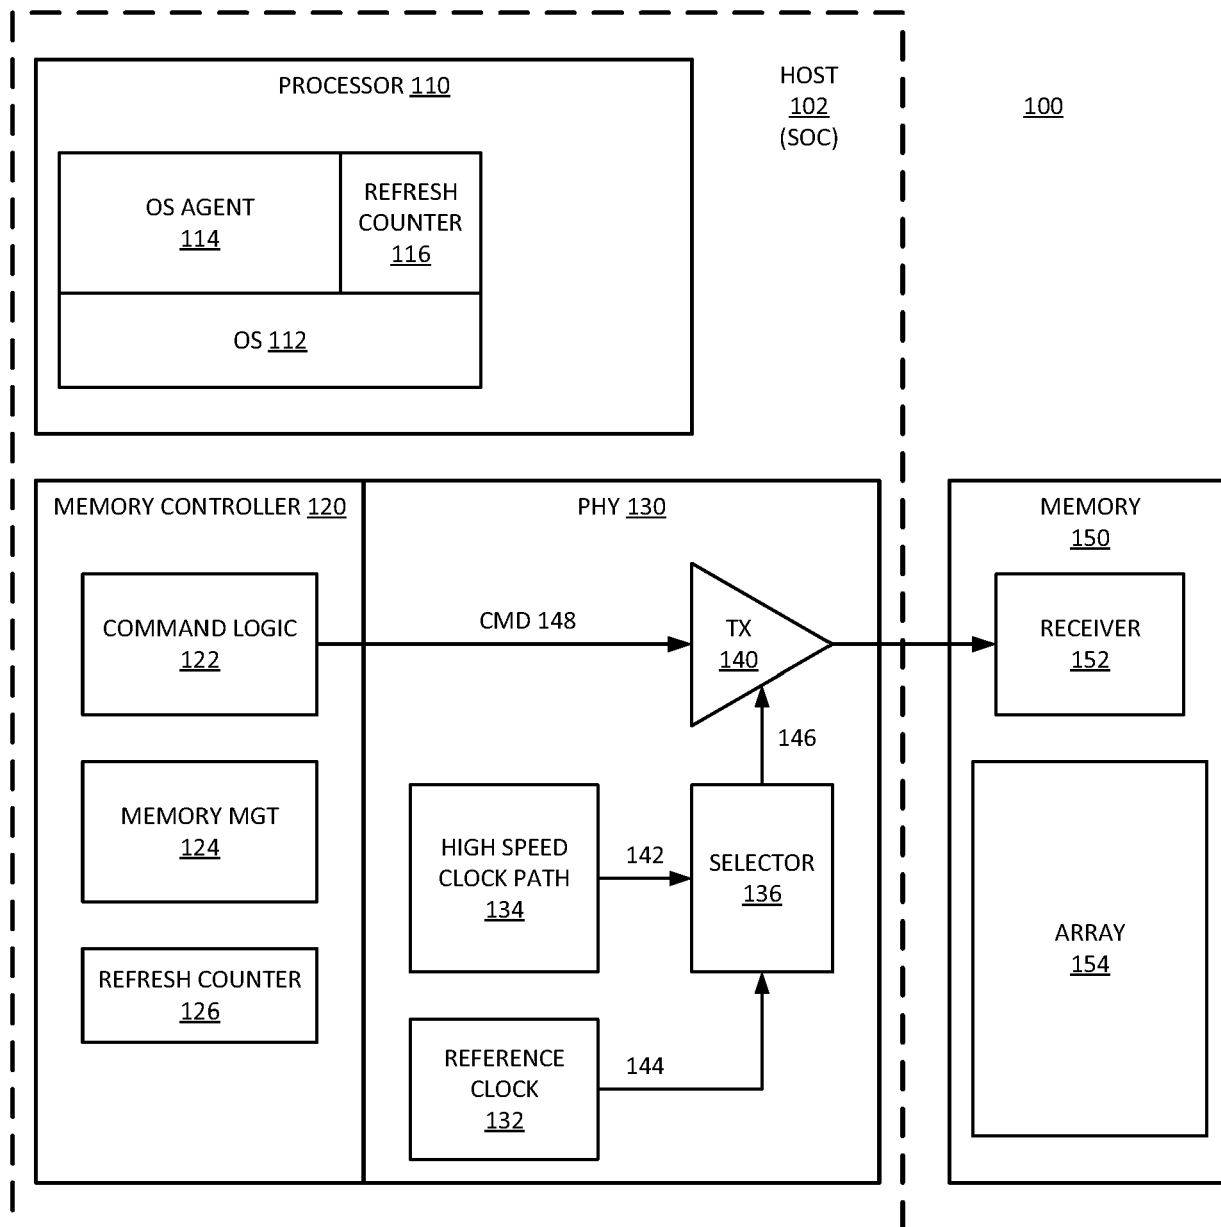 PROCESSOR 110
HOST
102
(SOC)
100
OS AGENT
114
REFRESH
COUNTER
116
OS 112
MEMORY CONTROLLER 120
PHY 130
MEMORY
150
COMMAND LOGIC
122
CMD 148
TX
140
RECEIVER
152
146
MEMORY MGT
124
HIGH SPEED
CLOCK PATH
134
142
SELECTOR
136
ARRAY
154
REFRESH COUNTER
126
REFERENCE
CLOCK
132
144